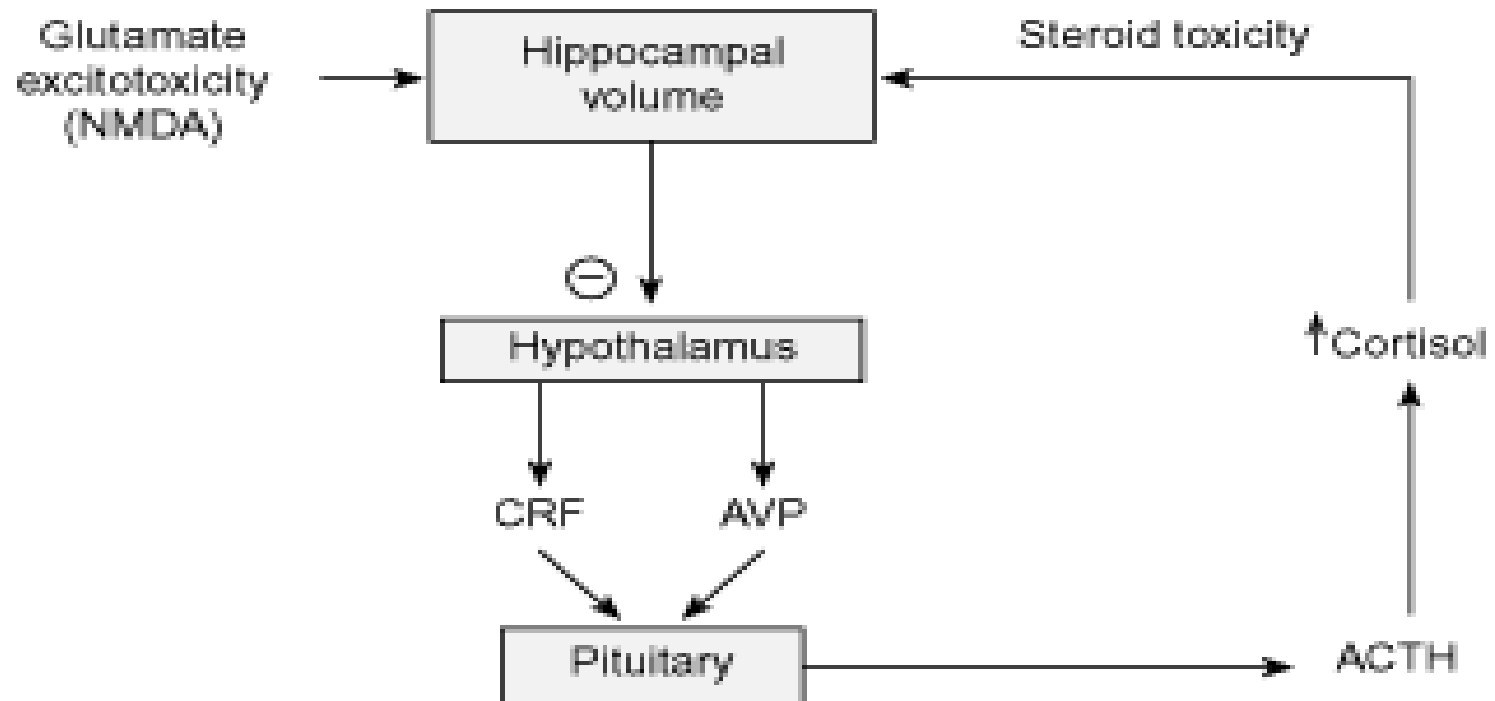 Glutamate
excitotoxicity
(NMDA)
Hippocampal
volume
Steroid toxicity
⊖
Hypothalamus
↑Cortisol
CRF
AVP
Pituitary
ACTH